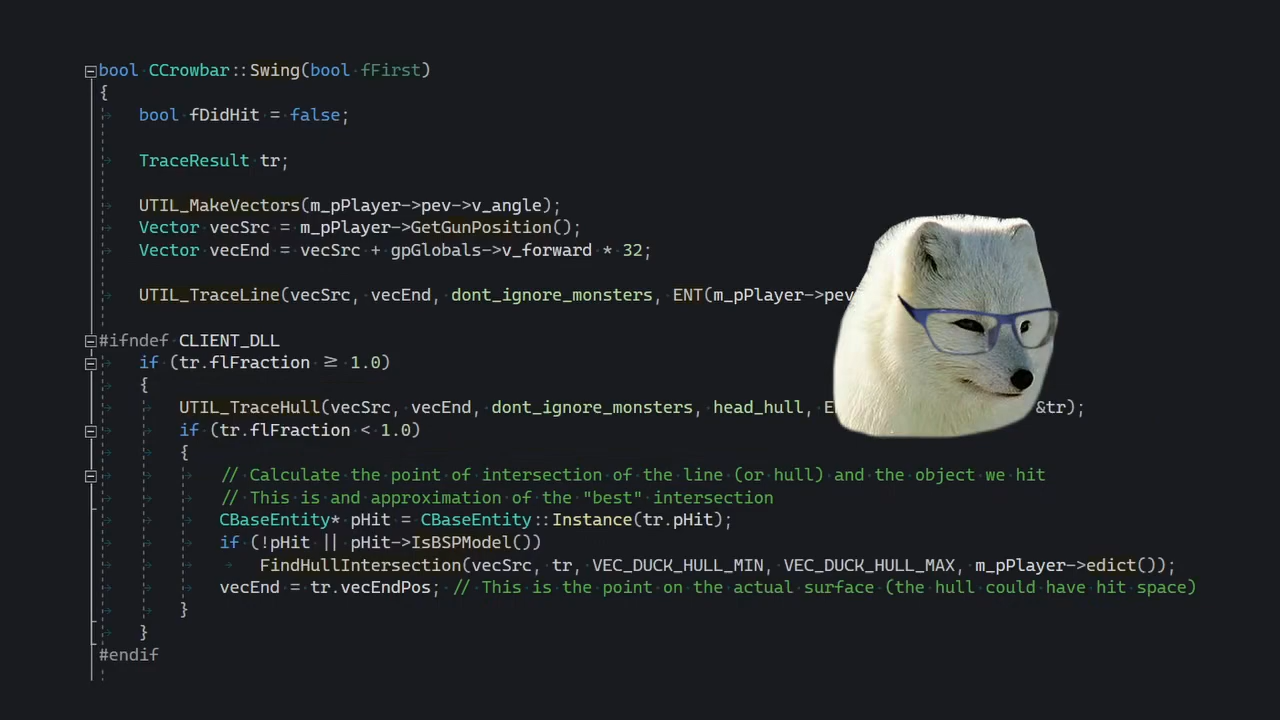 bool CCrowbar::Swing(bool fFirst)
{
bool fDidHit = false;
TraceResult tr;
UTIL_MakeVectors(m_pPlayer->pev->v_angle);
Vector vecSrc = m_pPlayer->GetGunPosition();
Vector vecEnd = vecSrc + gpGlobals->v_forward * 32;
UTIL_TraceLine(vecSrc, vecEnd, dont_ignore_monsters, ENT(m_pPlayer->pev
#ifndef CLIENT_DLL
if (tr.flFraction ≥ 1.0)
{
UTIL_TraceHull(vecSrc, vecEnd, dont_ignore_monsters, head_hull, &tr);
if (tr.flFraction < 1.0)
{
// Calculate the point of intersection of the line (or hull) and the object we hit
// This is and approximation of the "best" intersection
CBaseEntity* pHit = CBaseEntity::Instance(tr.pHit);
if (!pHit || pHit->IsBSPModel())
FindHullIntersection(vecSrc, tr, VEC_DUCK_HULL_MIN, VEC_DUCK_HULL_MAX, m_pPlayer->edict());
vecEnd = tr.vecEndPos; // This is the point on the actual surface (the hull could have hit space)
}
}
#endif